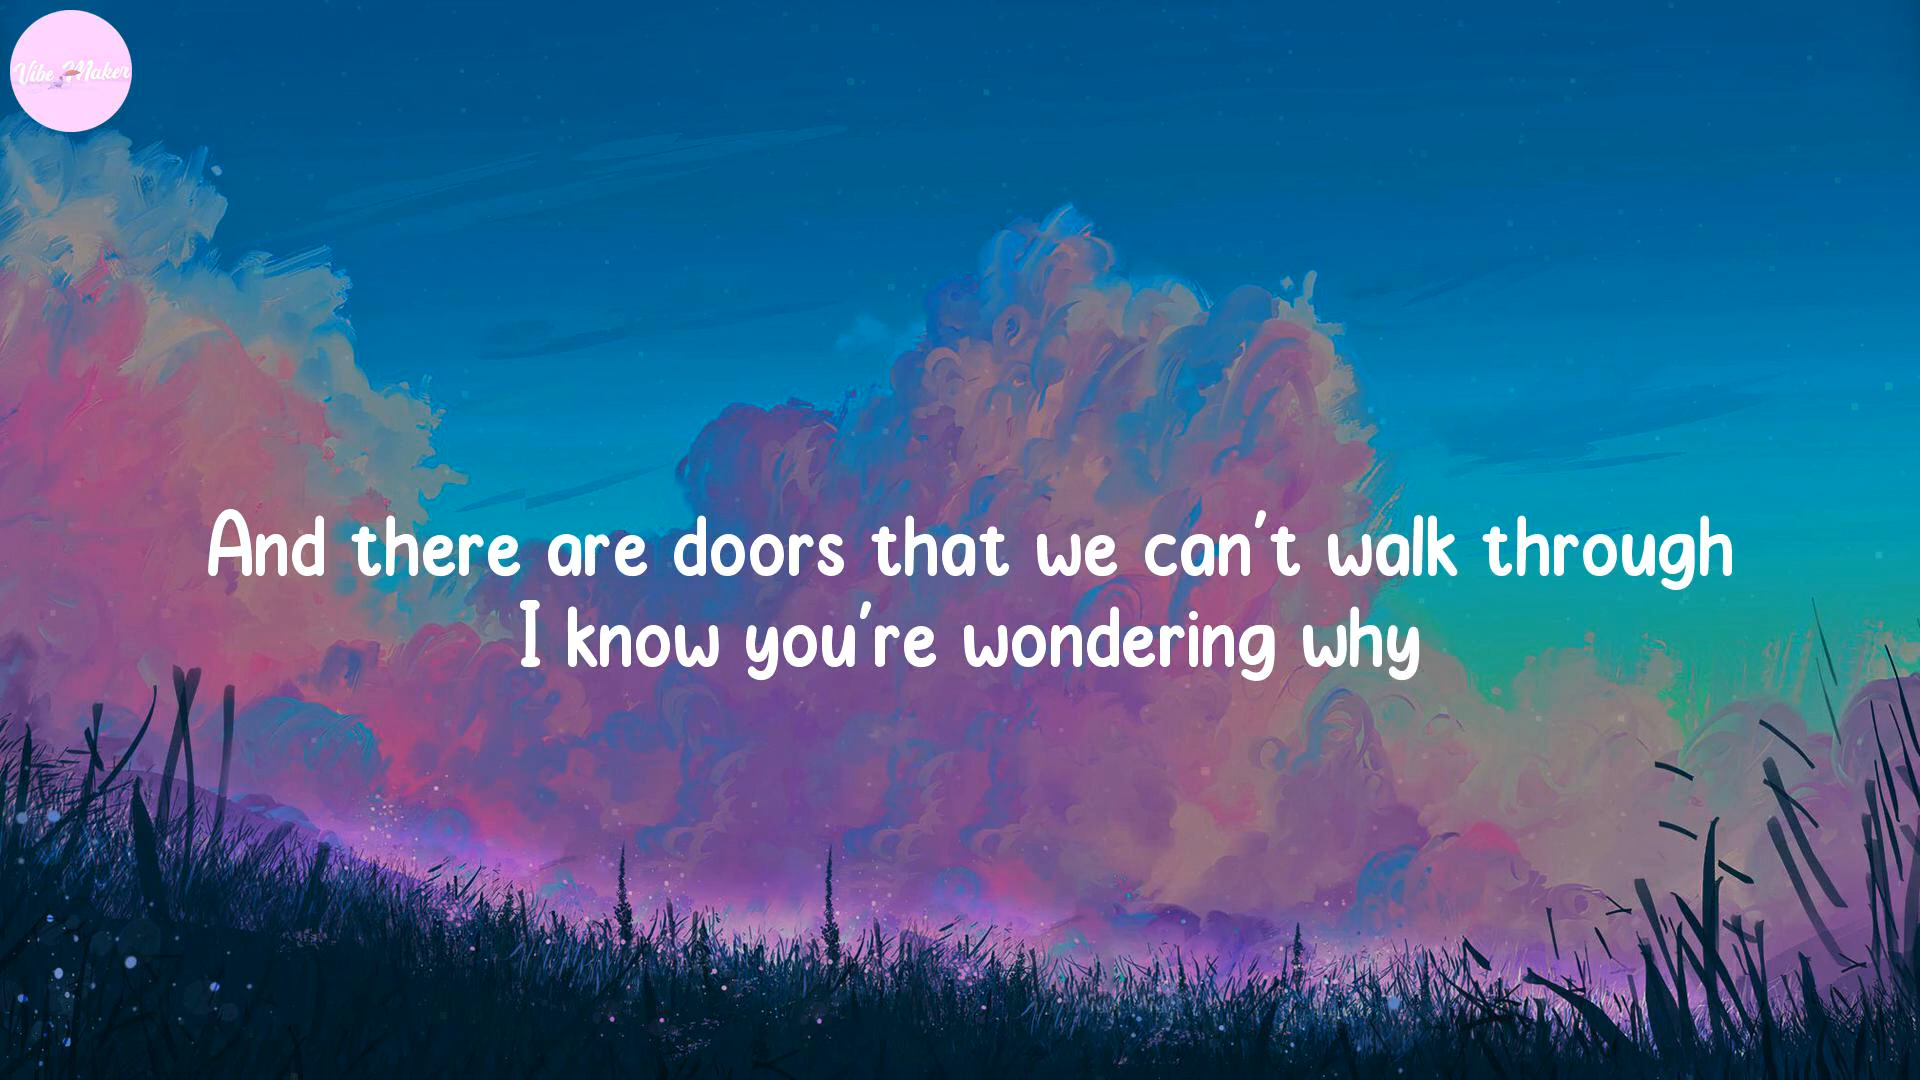 Vibe Maker
And there are doors that we can't walk through
I know you're wondering why